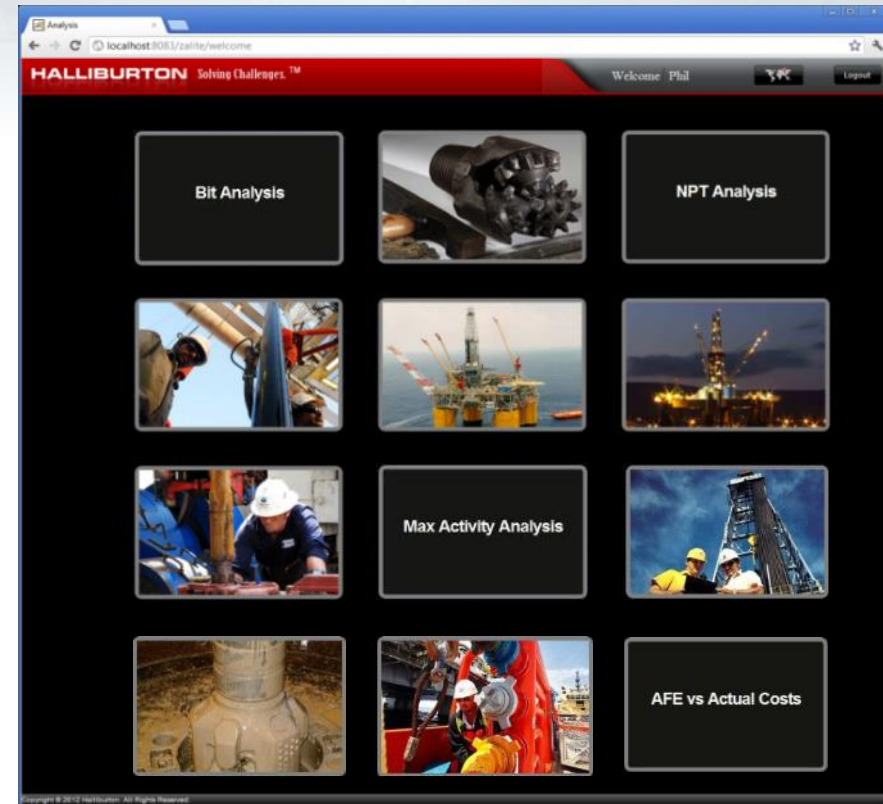 Analysis
localhost:8083/zalite/welcome
HALLIBURTON Solving Challenges.™
Welcome Phil
Logout
Bit Analysis
NPT Analysis
Max Activity Analysis
AFE vs Actual Costs
Copyright © 2012 Halliburton All Rights Reserved